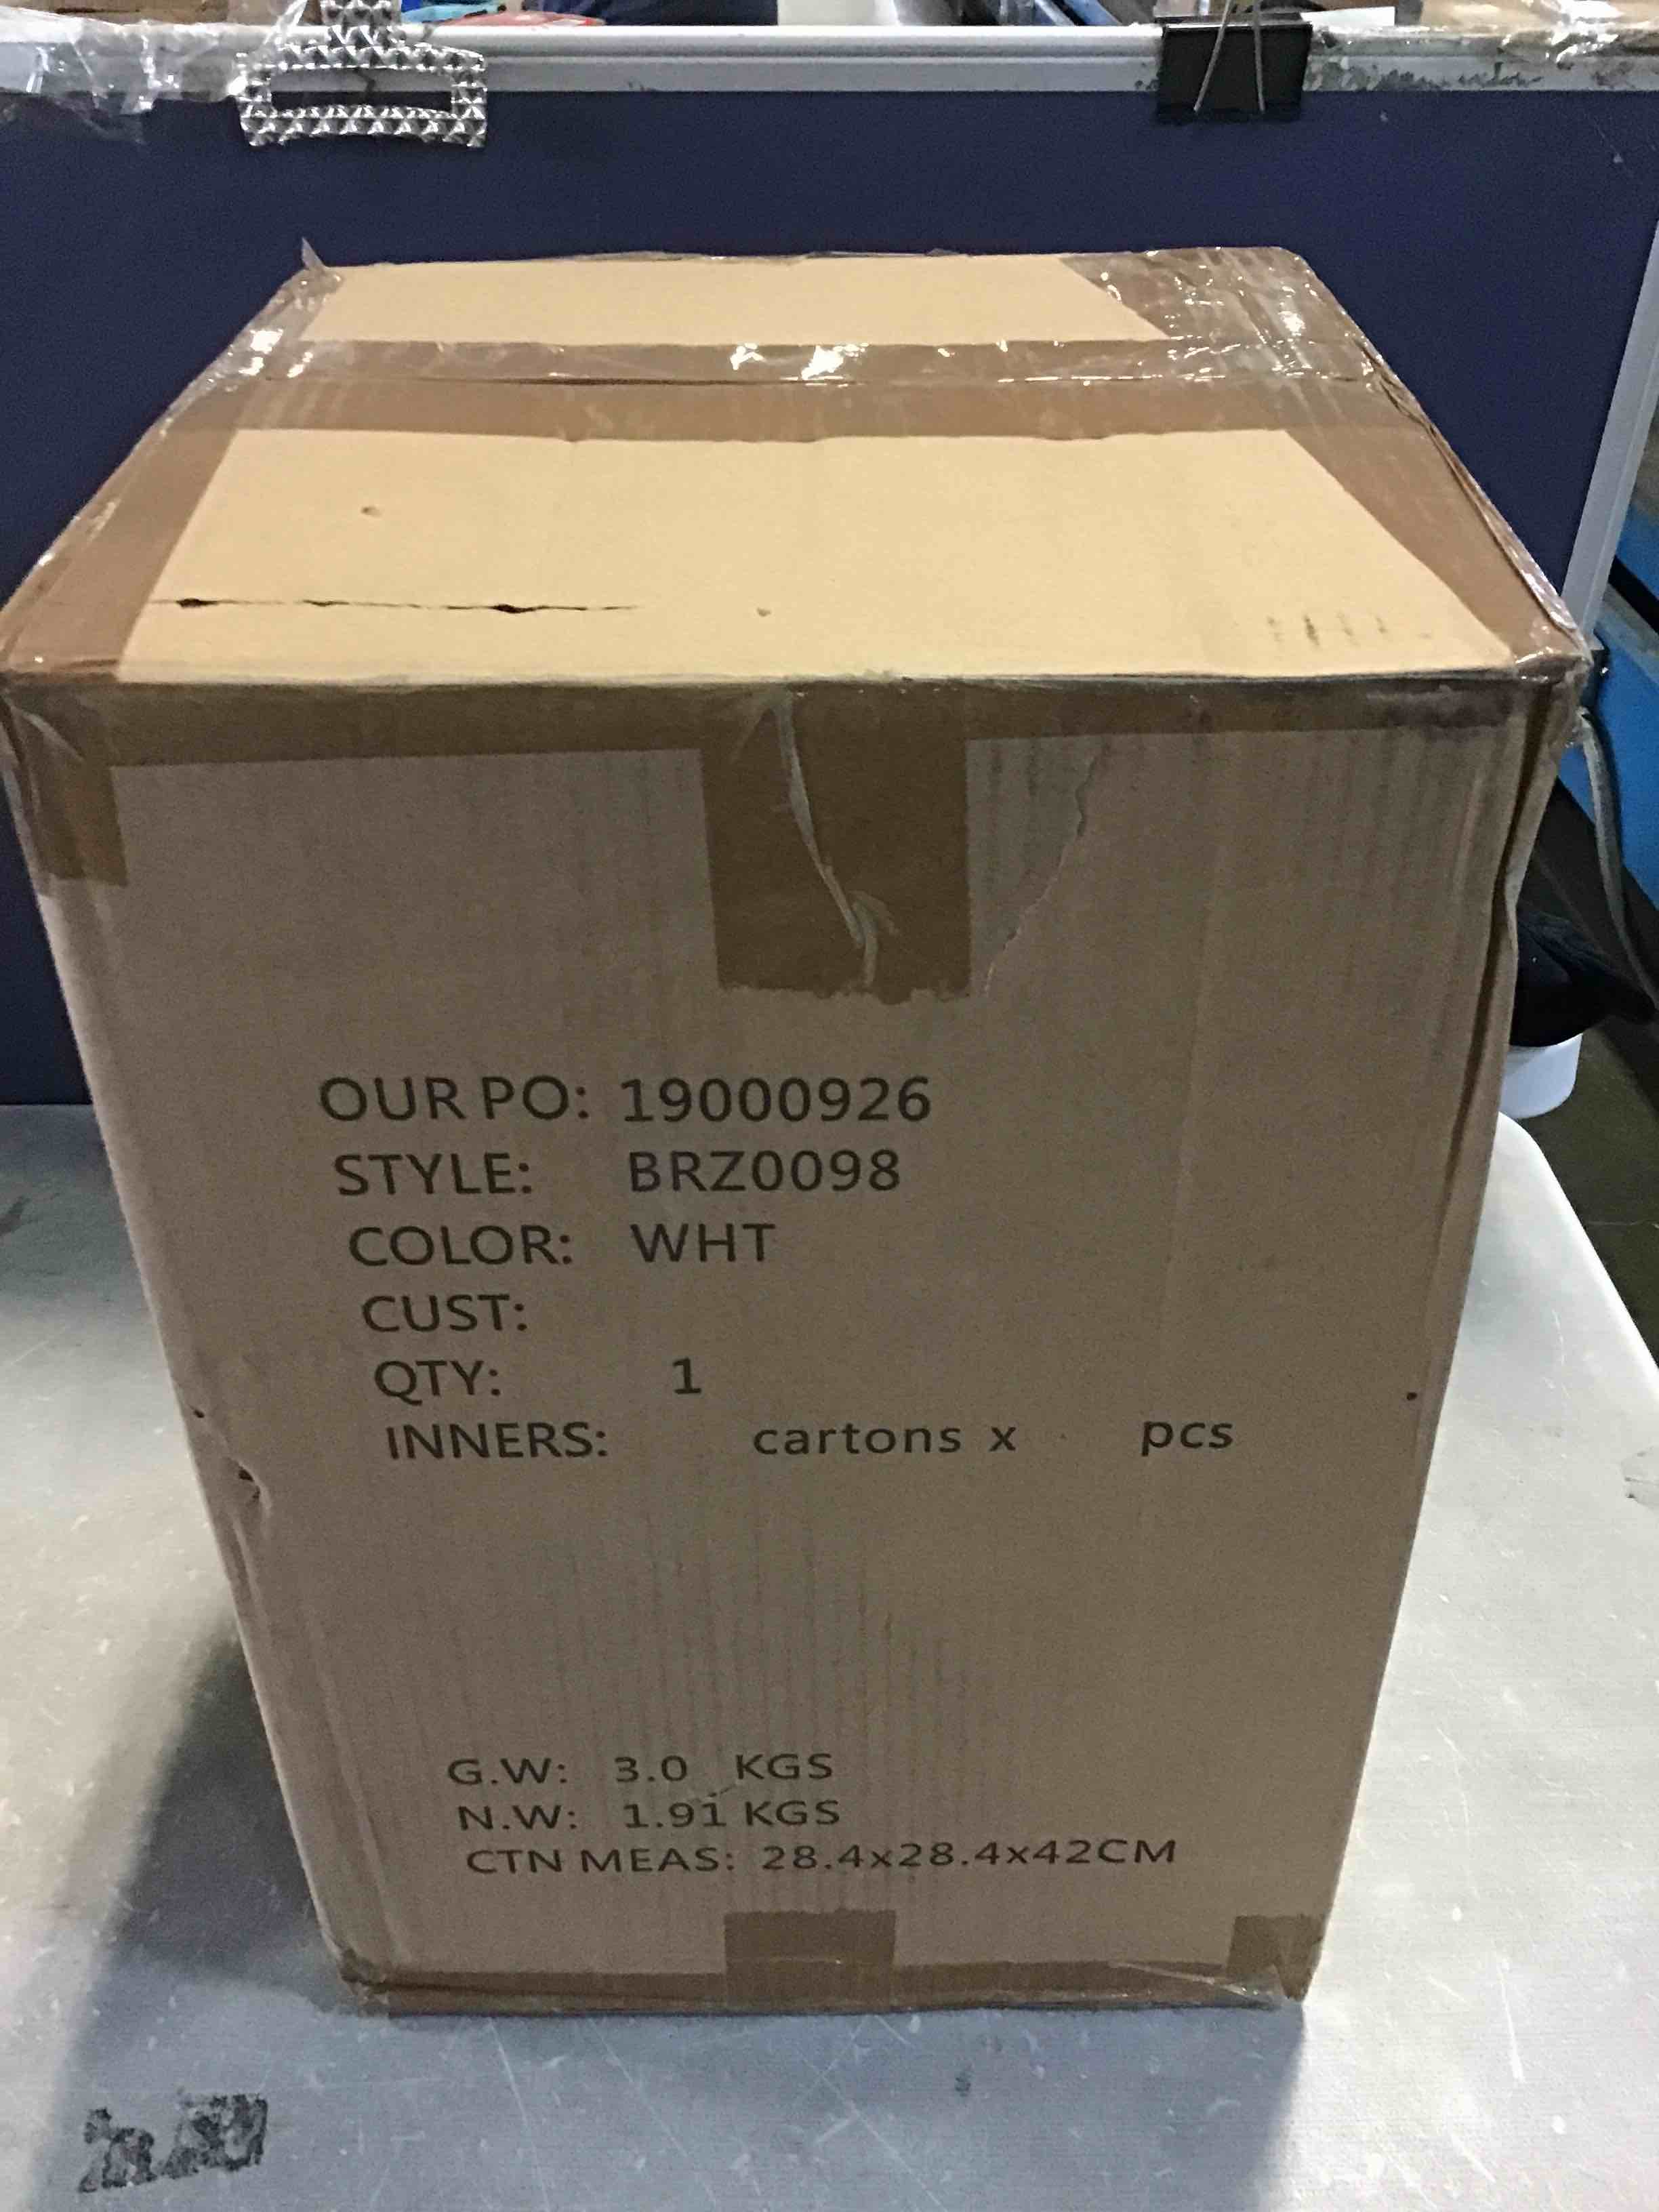 OUR PO: 19000926
STYLE: BRZ0098
COLOR: WHT
CUST:
QTY: 1
INNERS: cartons x pcs
G.W: 3.0 KGS
N.W: 1.91 KGS
CTN MEAS: 28.4x28.4x42CM